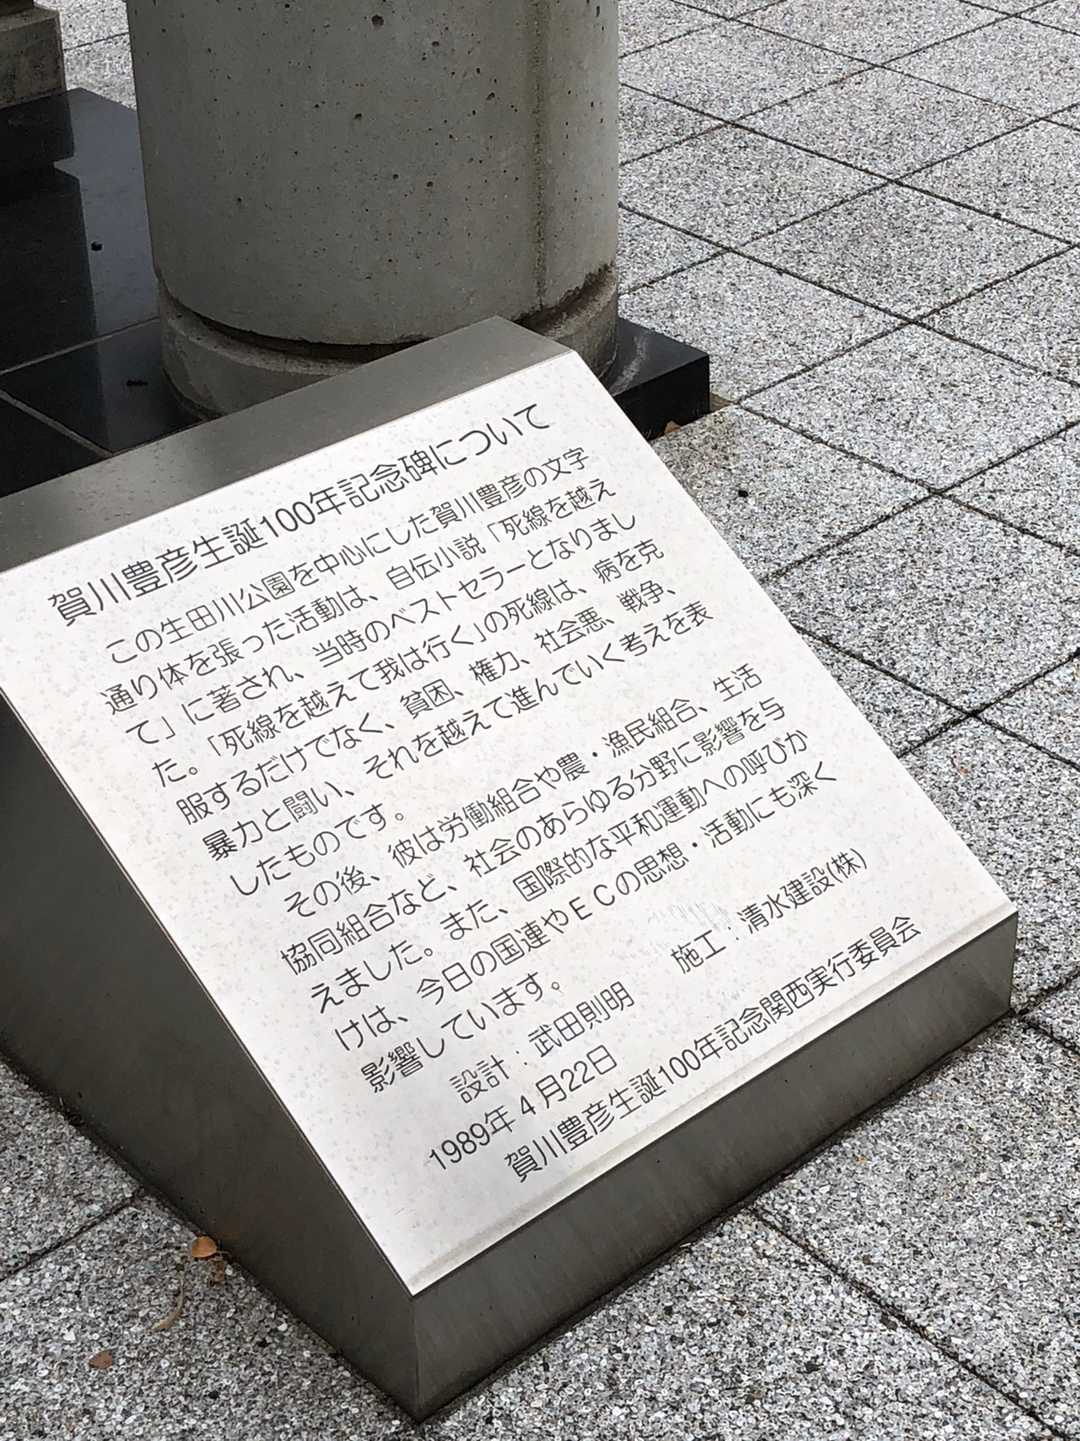 賀川豊彦生誕100年記念碑について
この生田川公園を中心にした賀川豊彦の文字
通り体を張った活動は、自伝小説「死線を越え
て」に著され、当時のベストセラーとなりまし
た。「死線を越えて我は行く」の死線は、病を克
服するだけでなく、貧困、権力、社会悪、戦争、
暴力と闘い、それを越えて進んでいく考えを表
したものです。
その後、彼は労働組合や農・漁民組合、生活
協同組合など、社会のあらゆる分野に影響を与
えました。また、国際的な平和運動への呼びか
けは、今日の国連やECの思想・活動にも深く
影響しています。
設計：武田則明　施工：清水建設(株)
1989年4月22日
賀川豊彦生誕100年記念関西実行委員会